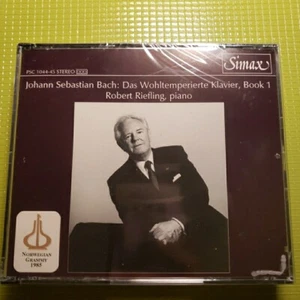 PSC 1044-45 STEREO DDD
Simax
Johann Sebastian Bach: Das Wohltemperierte Klavier, Book 1
Robert Riefling, piano
NORWEGIAN
GRAMMY
1985